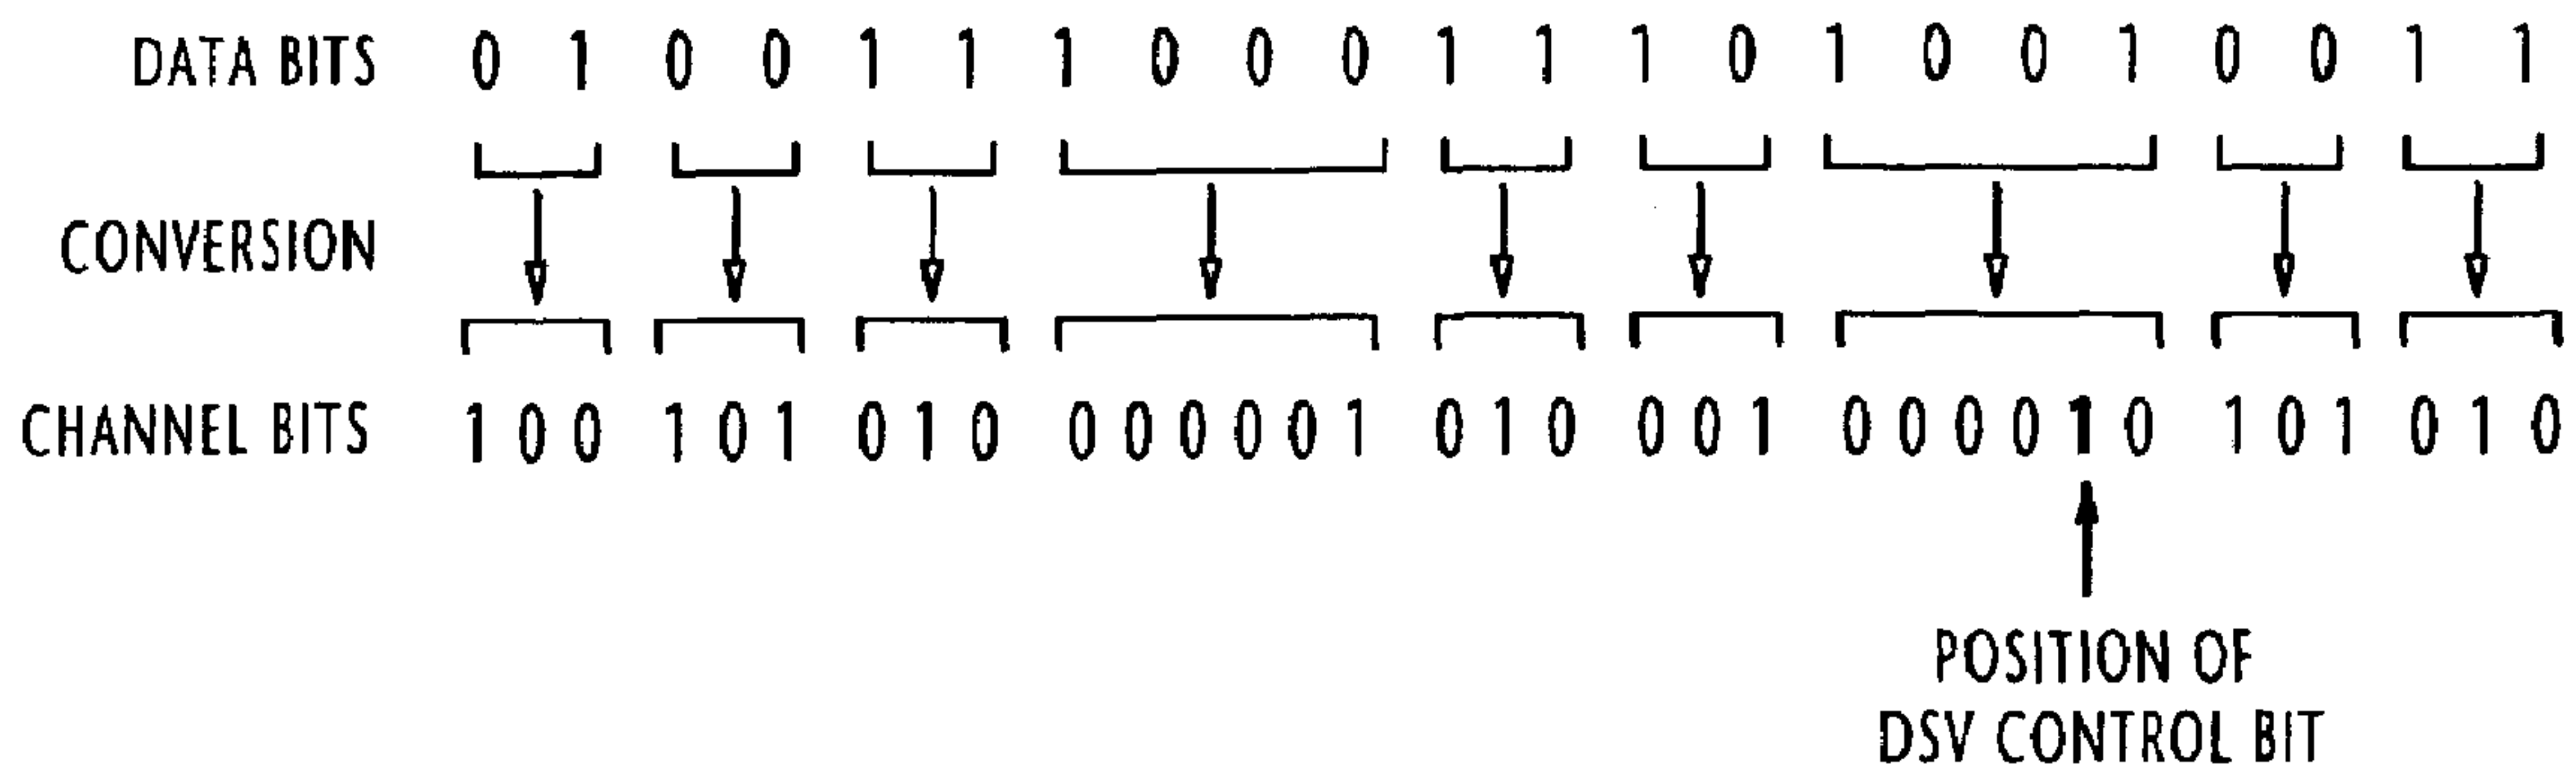 DATA BITS 0 1 0 0 1 1 1 0 0 0 1 1 1 0 1 0 0 1 0 0 1 1
CONVERSION
CHANNEL BITS 1 0 0 1 0 1 0 1 0 0 0 0 0 0 1 0 1 0 0 0 1 0 0 0 0 1 0 1 0 1 0 1 0
POSITION OF
DSV CONTROL BIT